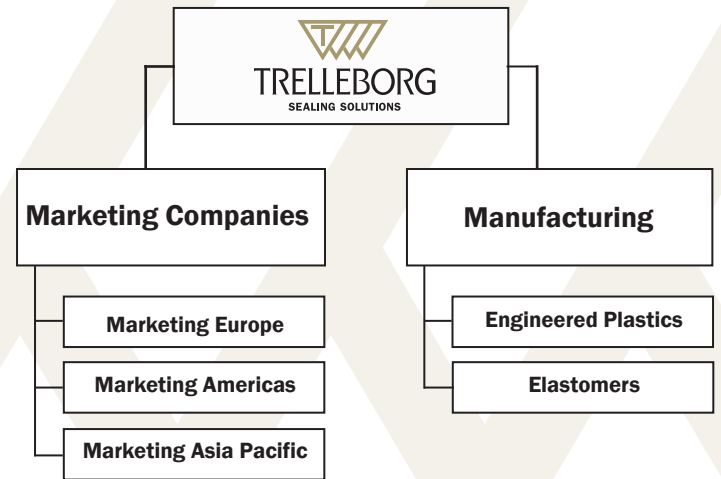 T
TRELLEBORG
SEALING SOLUTIONS
Marketing Companies
Manufacturing
Marketing Europe
Engineered Plastics
Marketing Americas
Elastomers
Marketing Asia Pacific